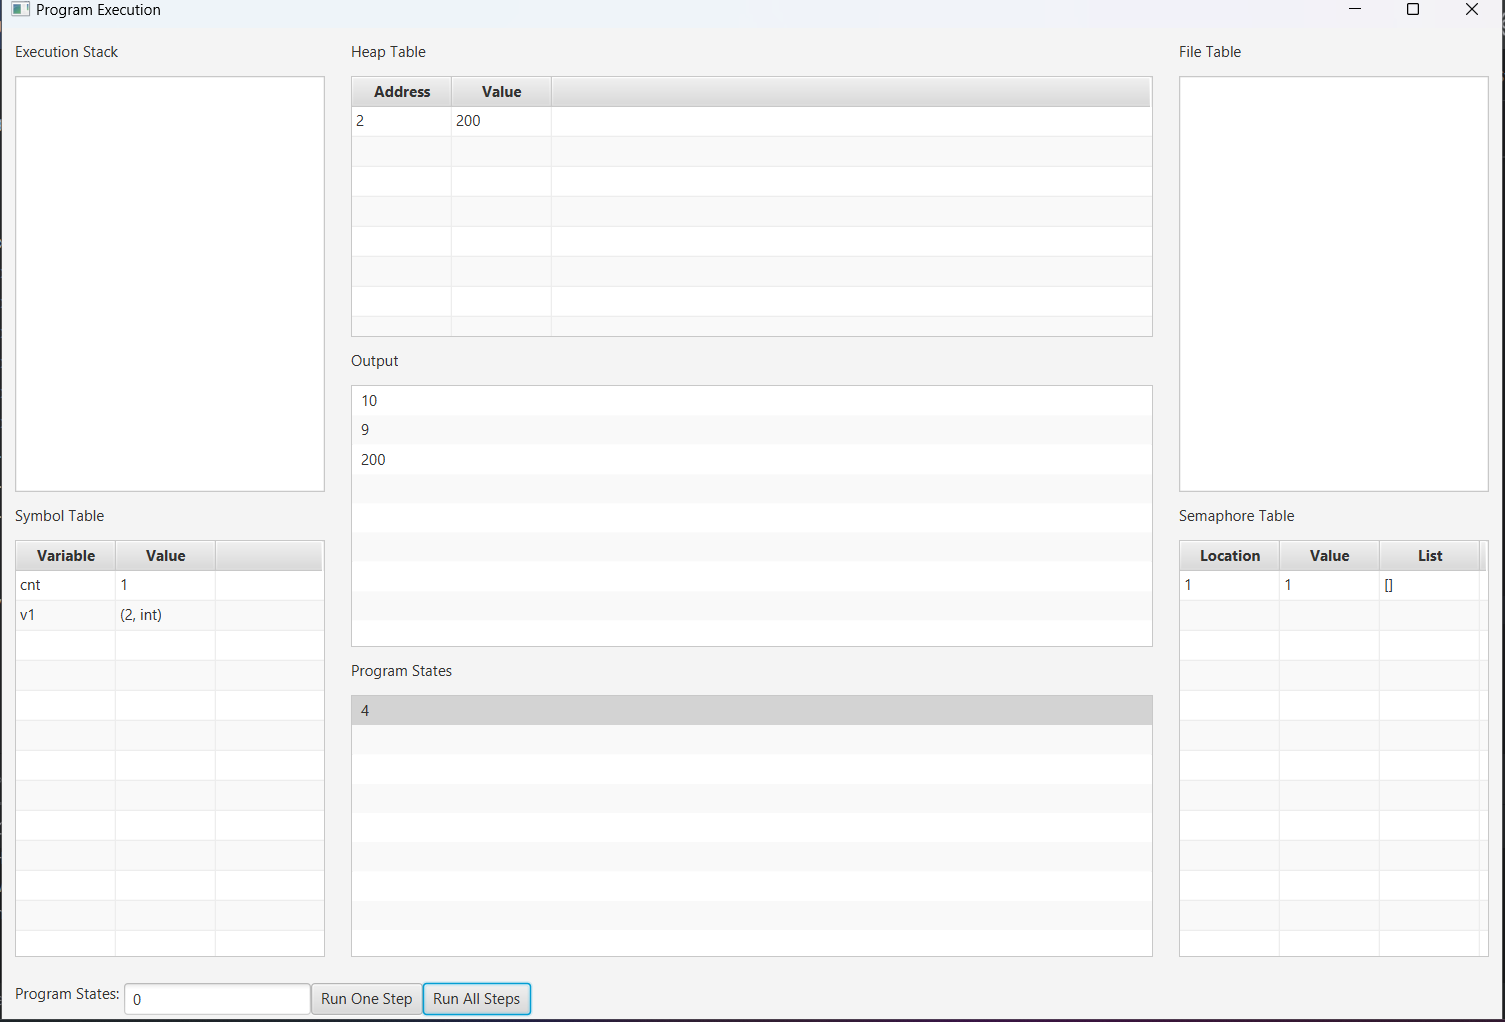 Program Execution
Execution Stack
Heap Table
File Table
Address Value
2 200
Output
10
9
200
Symbol Table
Variable Value
cnt 1
v1 (2, int)
Semaphore Table
Location Value List
1 1 []
Program States
4
Program States: 0 Run One Step Run All Steps